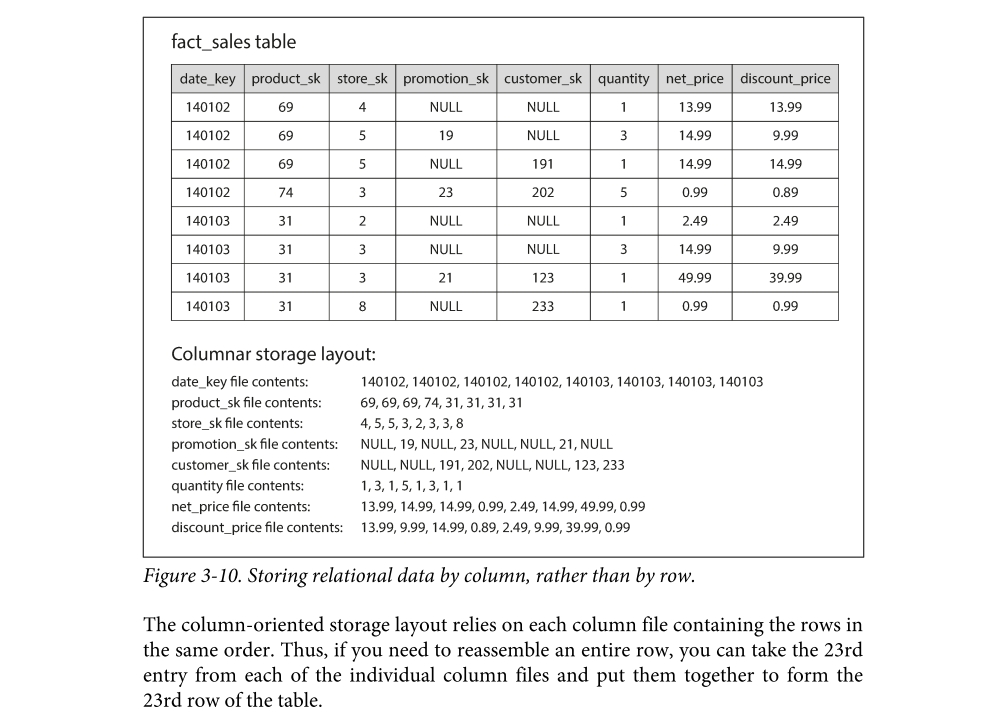 fact_sales table
date_key product_sk store_sk promotion_sk customer_sk quantity net_price discount_price
140102 69 4 NULL NULL 1 13.99 13.99
140102 69 5 19 NULL 3 14.99 9.99
140102 69 5 NULL 191 1 14.99 14.99
140102 74 3 23 202 5 0.99 0.89
140103 31 2 NULL NULL 1 2.49 2.49
140103 31 3 NULL NULL 3 14.99 9.99
140103 31 3 21 123 1 49.99 39.99
140103 31 8 NULL 233 1 0.99 0.99
Columnar storage layout:
date_key file contents: 140102, 140102, 140102, 140102, 140103, 140103, 140103, 140103
product_sk file contents: 69, 69, 69, 74, 31, 31, 31, 31
store_sk file contents: 4, 5, 5, 3, 2, 3, 3, 8
promotion_sk file contents: NULL, 19, NULL, 23, NULL, NULL, 21, NULL
customer_sk file contents: NULL, NULL, 191, 202, NULL, NULL, 123, 233
quantity file contents: 1, 3, 1, 5, 1, 3, 1, 1
net_price file contents: 13.99, 14.99, 14.99, 0.99, 2.49, 14.99, 49.99, 0.99
discount_price file contents: 13.99, 9.99, 14.99, 0.89, 2.49, 9.99, 39.99, 0.99
Figure 3-10. Storing relational data by column, rather than by row.
The column-oriented storage layout relies on each column file containing the rows in
the same order. Thus, if you need to reassemble an entire row, you can take the 23rd
entry from each of the individual column files and put them together to form the
23rd row of the table.